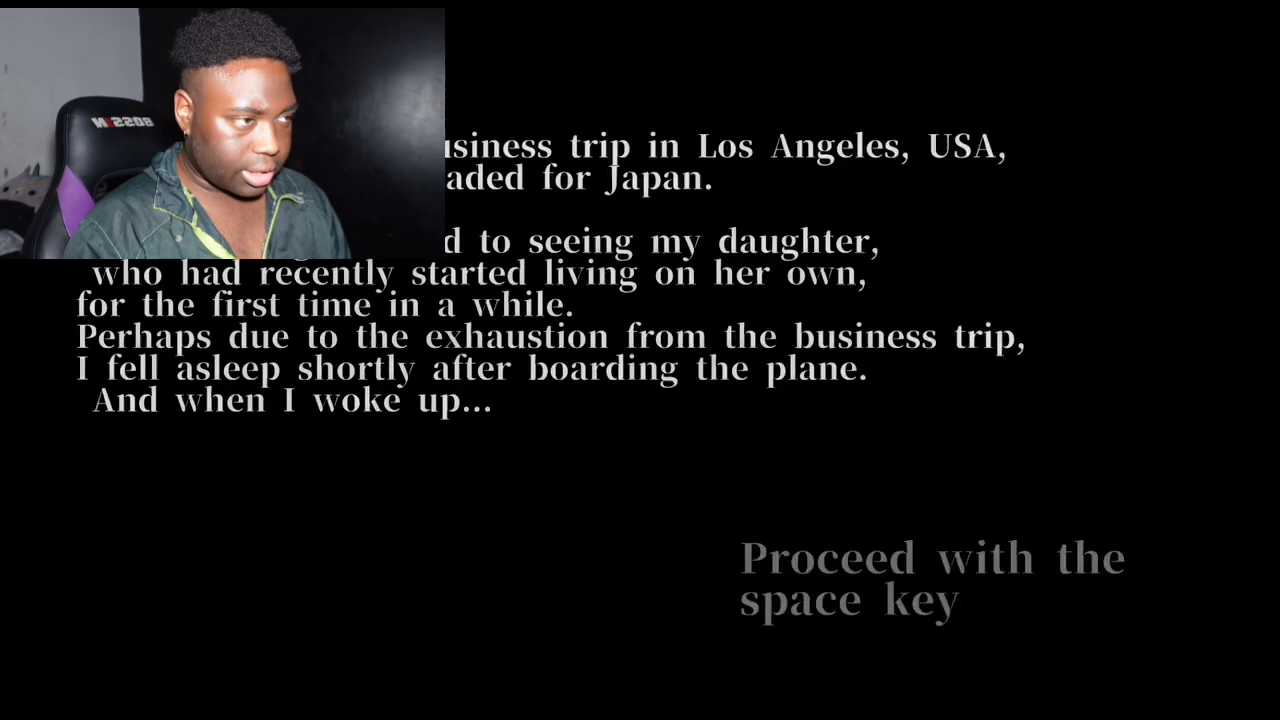 usiness trip in Los Angeles, USA,
aded for Japan.
d to seeing my daughter,
who had recently started living on her own,
for the first time in a while.
Perhaps due to the exhaustion from the business trip,
I fell asleep shortly after boarding the plane.
And when I woke up...
Proceed with the
space key